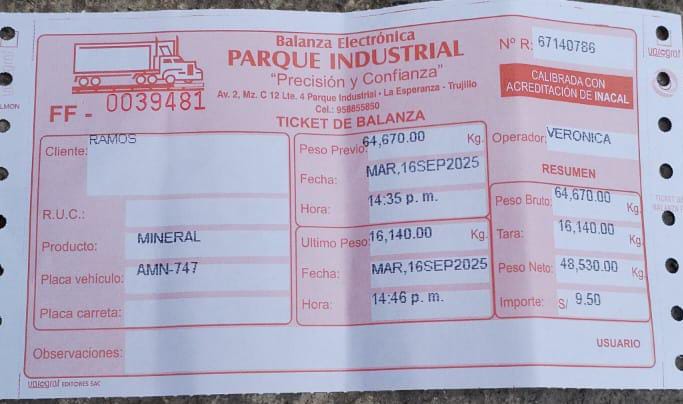 Balanza Electrónica
PARQUE INDUSTRIAL
"Precisión y Confianza"
Av. 2, Mz. C 12 Lte. 4 Parque Industrial - La Esperanza - Trujillo
Cel.: 958855850
Nº R: 67140786
CALIBRADA CON
ACREDITACIÓN DE INACAL
FF - 0039481
TICKET DE BALANZA
Cliente: RAMOS
R.U.C.:
Producto: MINERAL
Placa vehículo: AMN-747
Placa carreta:
Peso Previo: 64,670.00 Kg.
Fecha: MAR,16SEP2025
Hora: 14:35 p. m.
Ultimo Peso: 16,140.00 Kg.
Fecha: MAR,16SEP2025
Hora: 14:46 p. m.
Operador: VERONICA
RESUMEN
Peso Bruto: 64,670.00 Kg.
Tara: 16,140.00 Kg.
Peso Neto: 48,530.00 Kg.
Importe: S/ 9.50
Observaciones:
USUARIO
unigraf EDITORES SAC
unigraf